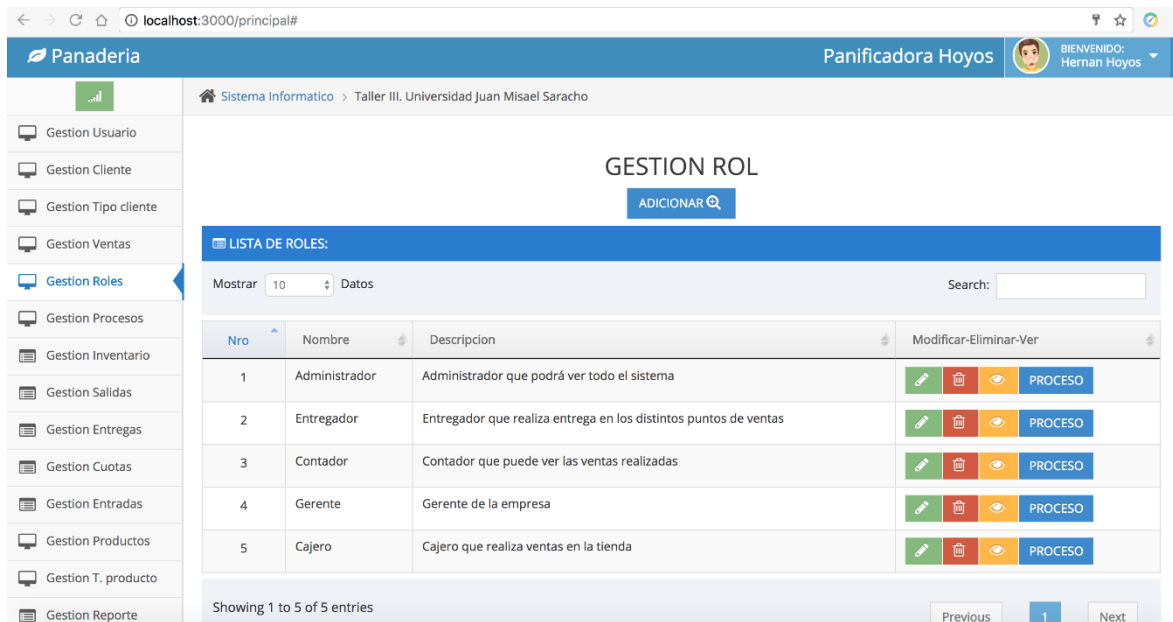 localhost:3000/principal#
Panaderia
Panificadora Hoyos
BIENVENIDO:
Hernan Hoyos
Sistema Informatico > Taller III. Universidad Juan Misael Saracho
Gestion Usuario
Gestion Cliente
Gestion Tipo cliente
Gestion Ventas
Gestion Roles
Gestion Procesos
Gestion Inventario
Gestion Salidas
Gestion Entregas
Gestion Cuotas
Gestion Entradas
Gestion Productos
Gestion T. producto
Gestion Reporte
GESTION ROL
ADICIONAR
LISTA DE ROLES:
Mostrar 10 Datos
Search:
Nro Nombre Descripcion Modificar-Eliminar-Ver
1 Administrador Administrador que podrá ver todo el sistema PROCESO
2 Entregador Entregador que realiza entrega en los distintos puntos de ventas PROCESO
3 Contador Contador que puede ver las ventas realizadas PROCESO
4 Gerente Gerente de la empresa PROCESO
5 Cajero Cajero que realiza ventas en la tienda PROCESO
Showing 1 to 5 of 5 entries
Previous 1 Next